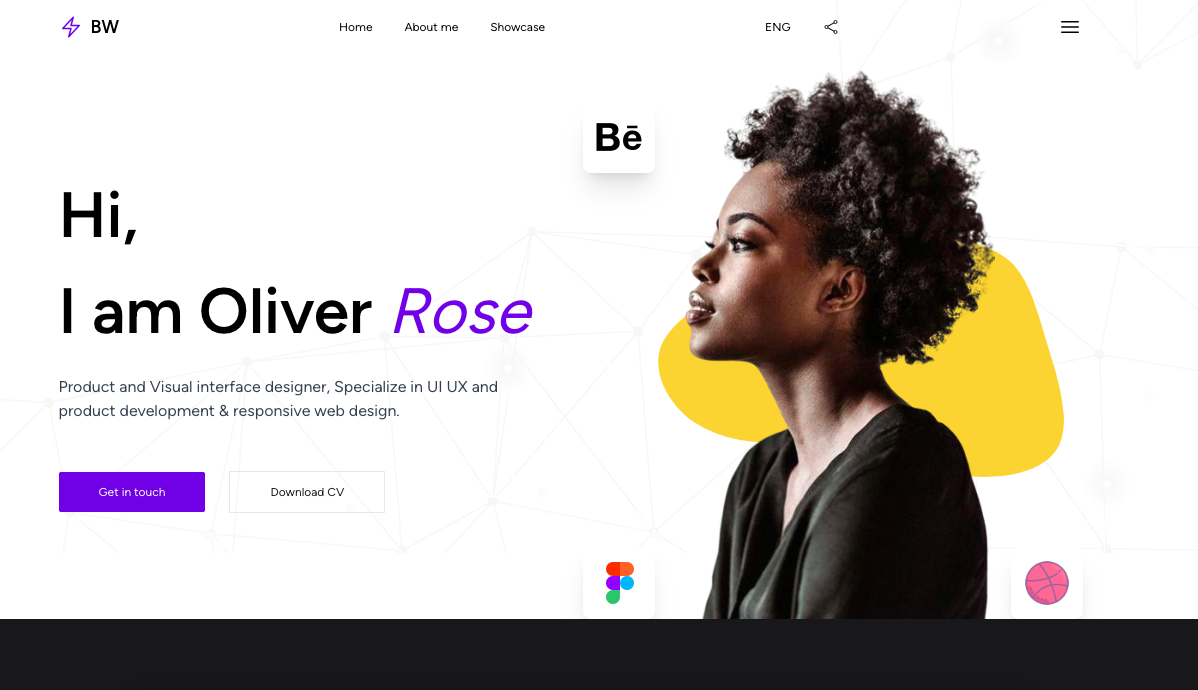 BW
Home
About me
Showcase
ENG
Bē
Hi,
I am Oliver Rose
Product and Visual interface designer, Specialize in UI UX and
product development & responsive web design.
Get in touch
Download CV